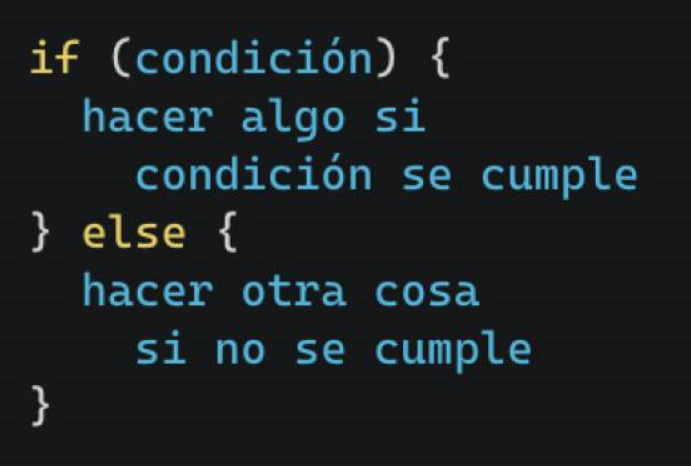 if (condición) {
hacer algo si
condición se cumple
} else {
hacer otra cosa
si no se cumple
}